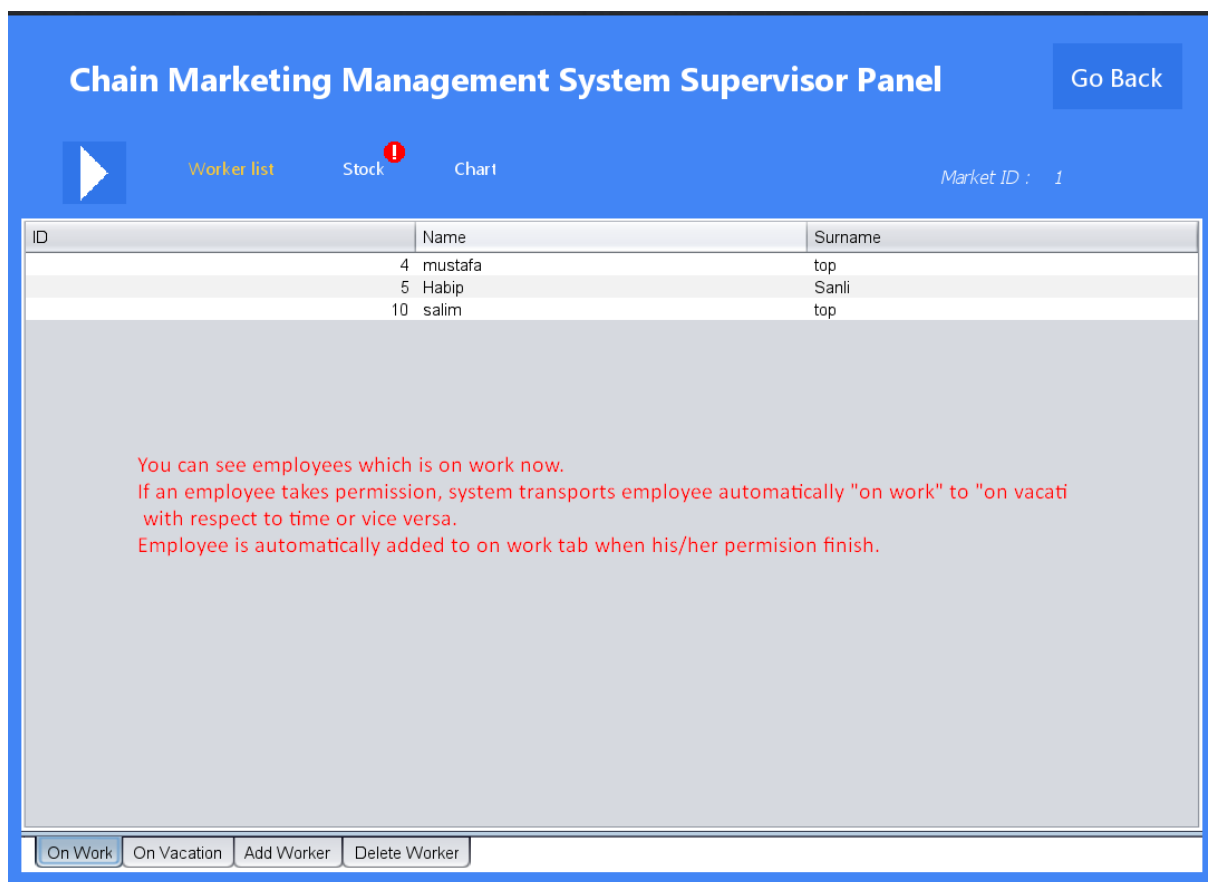 Chain Marketing Management System Supervisor Panel
Go Back
Worker list Stock ! Chart
Market ID : 1
ID Name Surname
4 mustafa top
5 Habip Sanli
10 salim top
You can see employees which is on work now.
If an employee takes permission, system transports employee automatically "on work" to "on vacati
with respect to time or vice versa.
Employee is automatically added to on work tab when his/her permision finish.
On Work On Vacation Add Worker Delete Worker